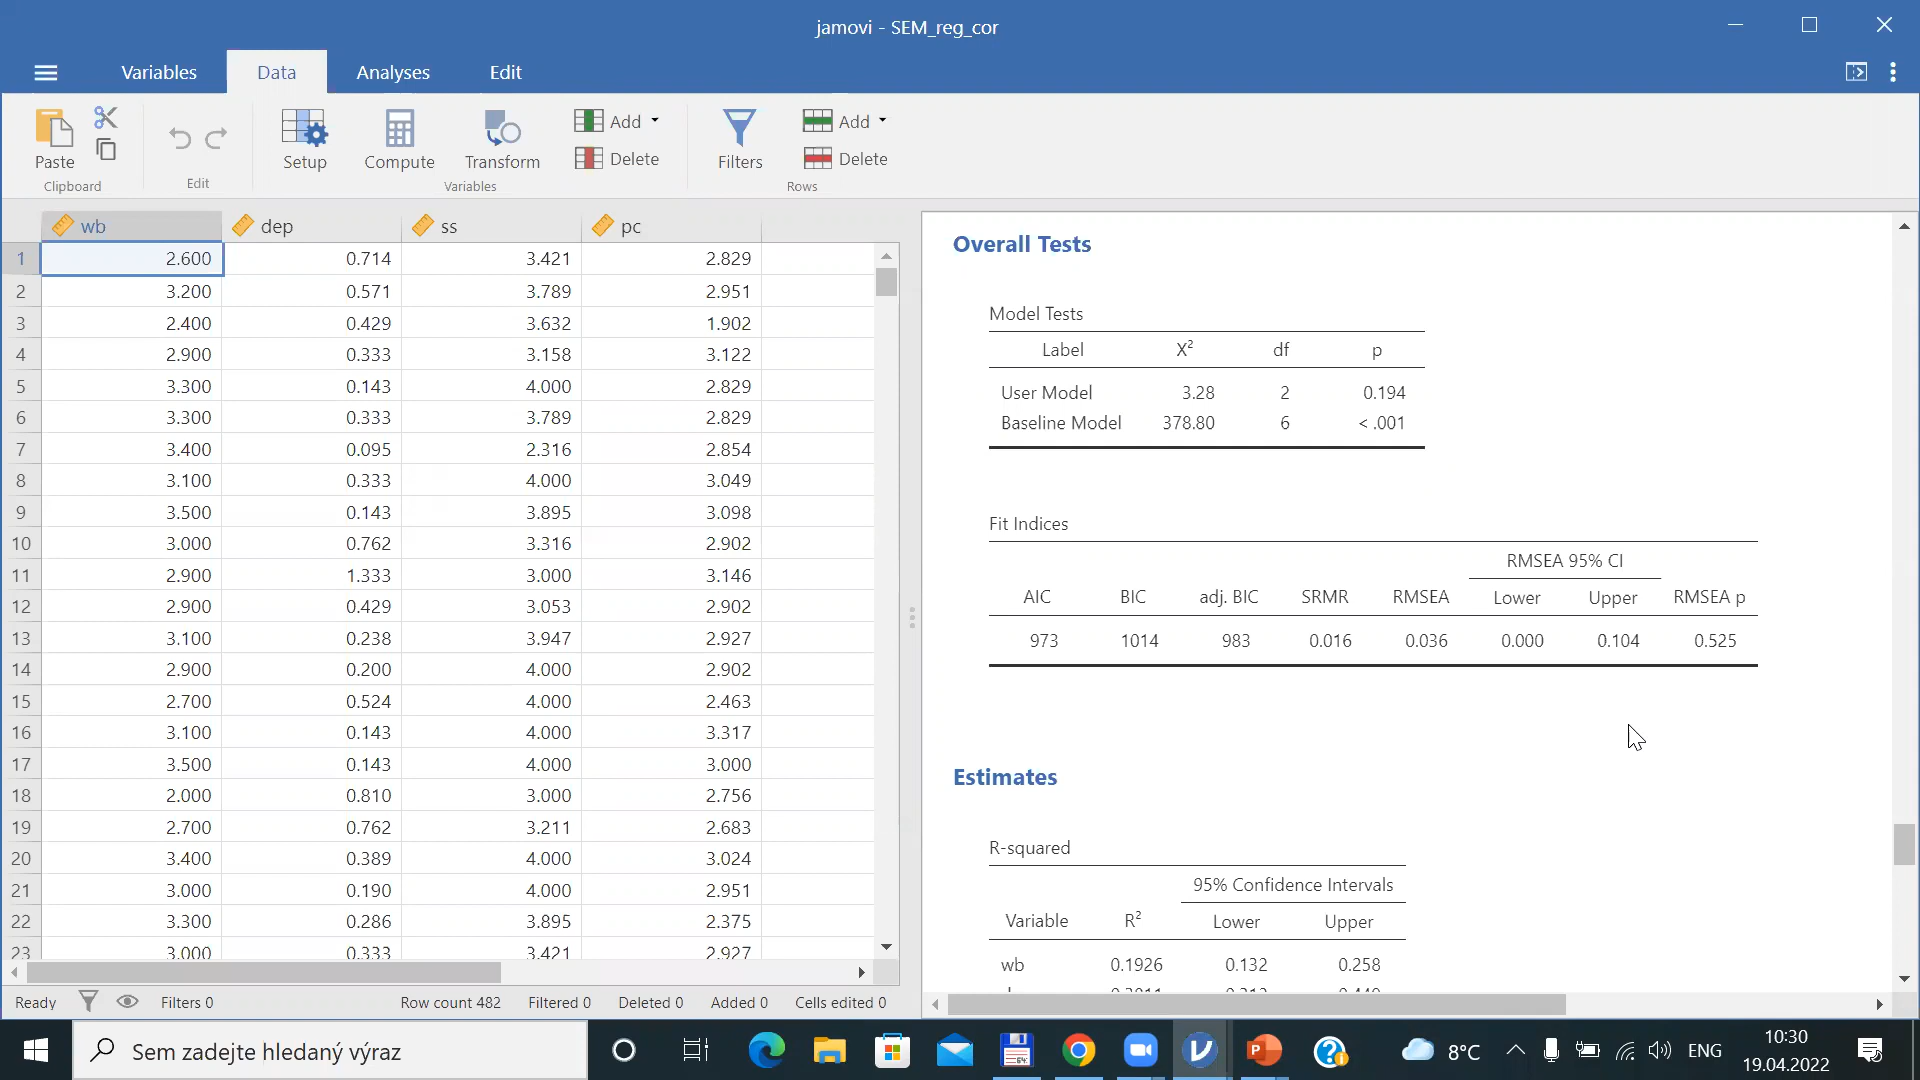 jamovi - SEM_reg_cor
Variables Data Analyses Edit
Paste Setup Compute Transform Add Delete Filters Add Delete
Clipboard Edit Variables Rows
wb dep ss pc
1 2.600 0.714 3.421 2.829
2 3.200 0.571 3.789 2.951
3 2.400 0.429 3.632 1.902
4 2.900 0.333 3.158 3.122
5 3.300 0.143 4.000 2.829
6 3.300 0.333 3.789 2.829
7 3.400 0.095 2.316 2.854
8 3.100 0.333 4.000 3.049
9 3.500 0.143 3.895 3.098
10 3.000 0.762 3.316 2.902
11 2.900 1.333 3.000 3.146
12 2.900 0.429 3.053 2.902
13 3.100 0.238 3.947 2.927
14 2.900 0.200 4.000 2.902
15 2.700 0.524 4.000 2.463
16 3.100 0.143 4.000 3.317
17 3.500 0.143 4.000 3.000
18 2.000 0.810 3.000 2.756
19 2.700 0.762 3.211 2.683
20 3.400 0.389 4.000 3.024
21 3.000 0.190 4.000 2.951
22 3.300 0.286 3.895 2.375
23 3.000 0.333 3.421 2.927
Ready Filters 0 Row count 482 Filtered 0 Deleted 0 Added 0 Cells edited 0
Overall Tests
Model Tests
Label X² df p
User Model 3.28 2 0.194
Baseline Model 378.80 6 < .001
Fit Indices
RMSEA 95% CI
AIC BIC adj. BIC SRMR RMSEA Lower Upper RMSEA p
973 1014 983 0.016 0.036 0.000 0.104 0.525
Estimates
R-squared
95% Confidence Intervals
Variable R² Lower Upper
wb 0.1926 0.132 0.258
Sem zadejte hledaný výraz
64
8°C ENG
10:30
19.04.2022